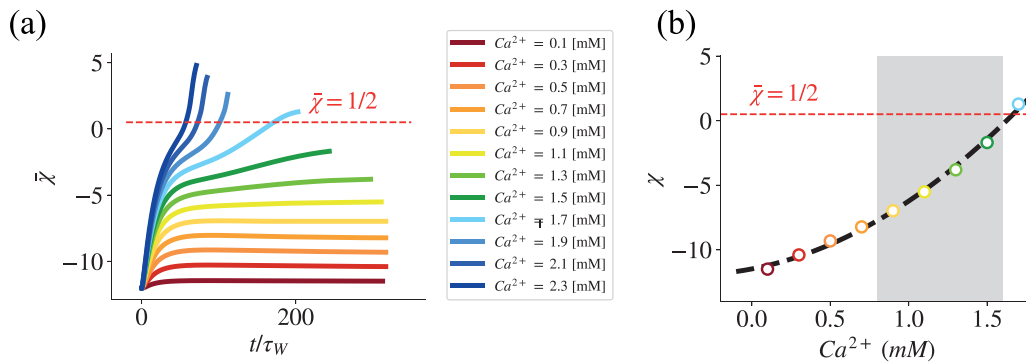 (a)
5
0
−5
−10
χ̄
χ̄ = 1/2
0
200
t/τ_W
Ca²⁺ = 0.1 [mM]
Ca²⁺ = 0.3 [mM]
Ca²⁺ = 0.5 [mM]
Ca²⁺ = 0.7 [mM]
Ca²⁺ = 0.9 [mM]
Ca²⁺ = 1.1 [mM]
Ca²⁺ = 1.3 [mM]
Ca²⁺ = 1.5 [mM]
Ca²⁺ = 1.7 [mM]
Ca²⁺ = 1.9 [mM]
Ca²⁺ = 2.1 [mM]
Ca²⁺ = 2.3 [mM]
(b)
5
0
−5
−10
χ
χ̄ = 1/2
0.0
0.5
1.0
1.5
Ca²⁺ (mM)